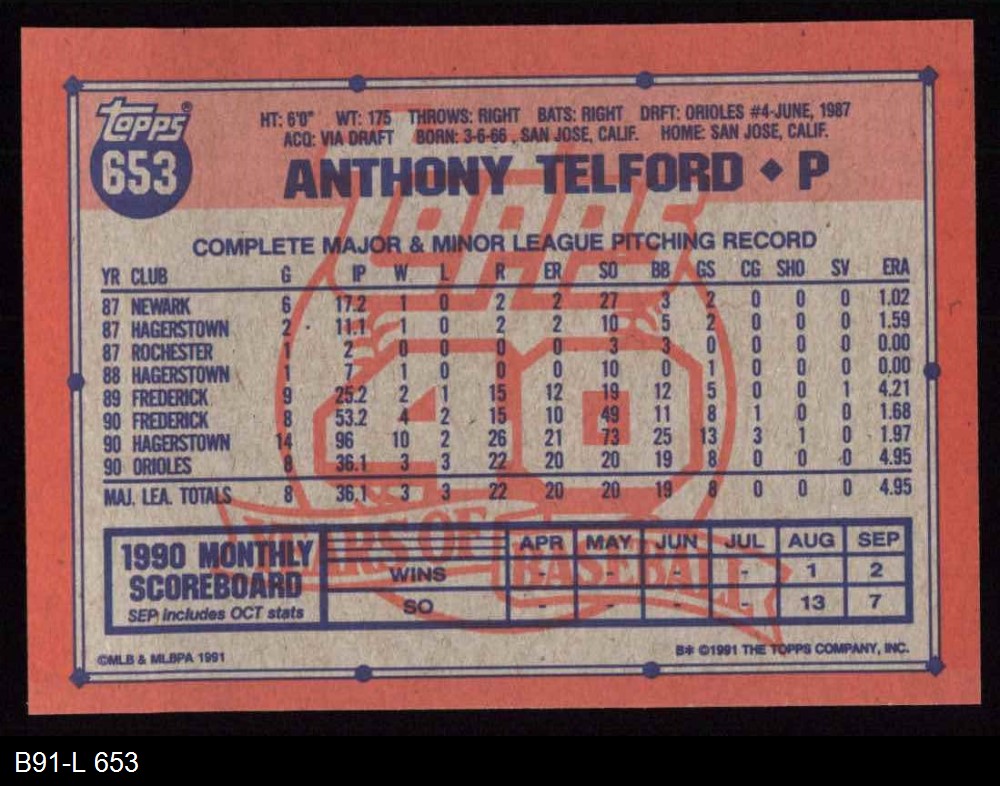 TOPPS®
653
HT: 6'0" WT: 175 THROWS: RIGHT BATS: RIGHT DRFT: ORIOLES #4-JUNE, 1987
ACQ: VIA DRAFT BORN: 3-6-66, SAN JOSE, CALIF. HOME: SAN JOSE, CALIF.
ANTHONY TELFORD ◆ P
TOPPS
40
YEARS OF
BASEBALL
COMPLETE MAJOR & MINOR LEAGUE PITCHING RECORD
YR CLUB G IP W L R ER SO BB GS CG SHO SV ERA
87 NEWARK 6 17.2 1 0 2 2 27 3 2 0 0 0 1.02
87 HAGERSTOWN 2 11.1 1 0 2 2 10 5 2 0 0 0 1.59
87 ROCHESTER 1 2 0 0 0 0 3 3 0 0 0 0 0.00
88 HAGERSTOWN 1 7 1 0 0 0 10 0 1 0 0 0 0.00
89 FREDERICK 9 25.2 2 1 15 12 19 12 5 0 0 1 4.21
90 FREDERICK 8 53.2 4 2 15 10 49 11 8 1 0 0 1.68
90 HAGERSTOWN 14 96 10 2 26 21 73 25 13 3 1 0 1.97
90 ORIOLES 8 36.1 3 3 22 20 20 19 8 0 0 0 4.95
MAJ. LEA. TOTALS 8 36.1 3 3 22 20 20 19 8 0 0 0 4.95
1990 MONTHLY
SCOREBOARD
SEP includes OCT stats
APR MAY JUN JUL AUG SEP
WINS - - - - 1 2
SO - - - - 13 7
©MLB & MLBPA 1991
B* ©1991 THE TOPPS COMPANY, INC.
B91-L 653